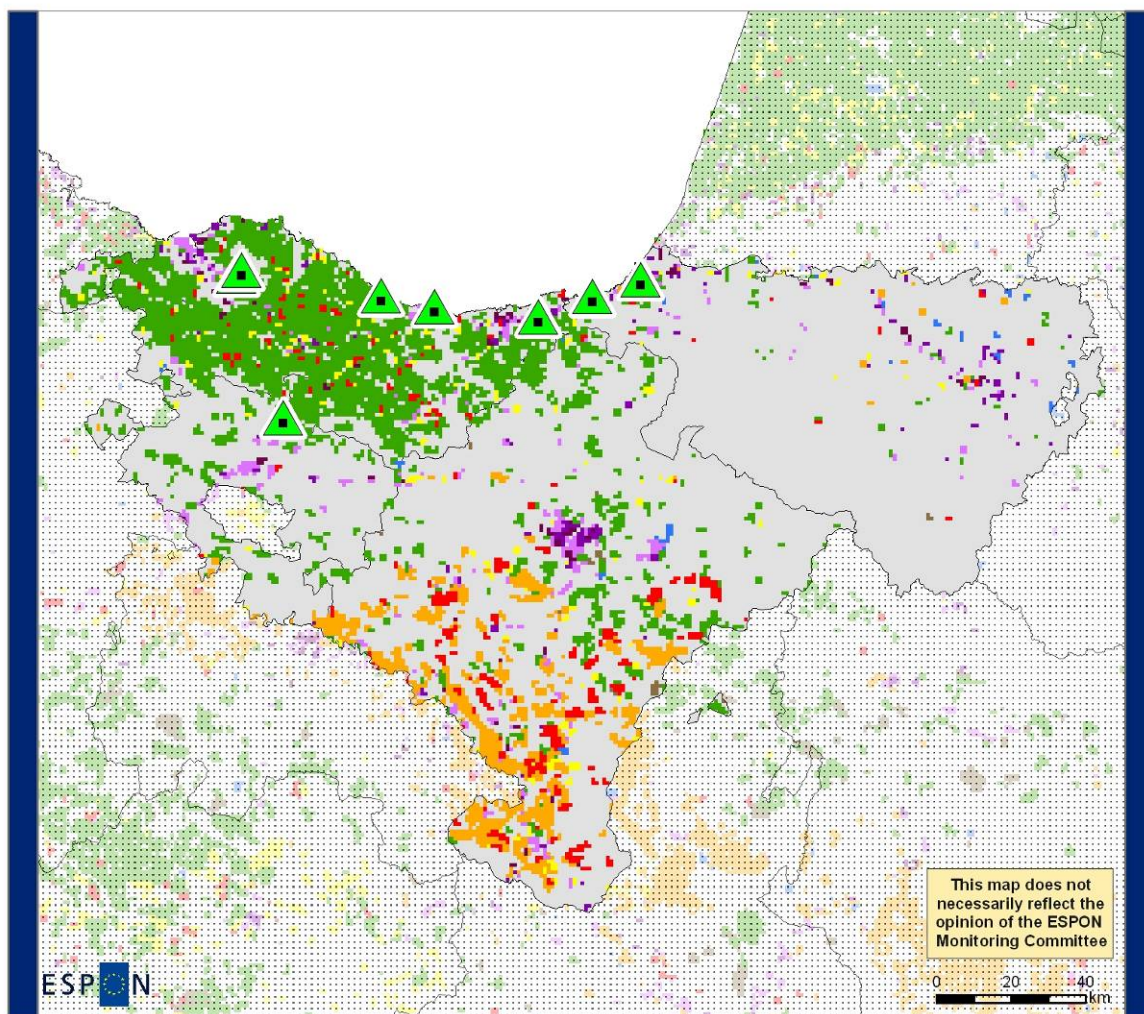 This map does not
necessarily reflect the
opinion of the ESPON
Monitoring Committee
ESPON
0 20 40
km